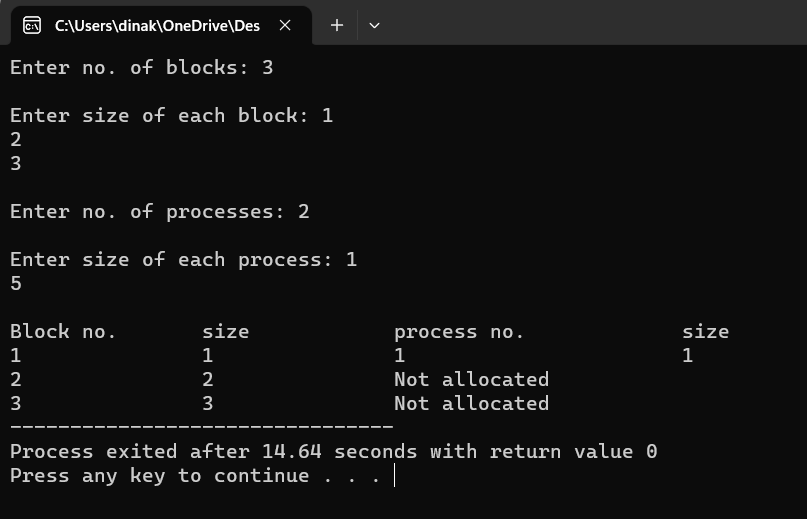 C:\Users\dinak\OneDrive\Des
Enter no. of blocks: 3
Enter size of each block: 1
2
3
Enter no. of processes: 2
Enter size of each process: 1
5
Block no. size process no. size
1 1 1 1
2 2 Not allocated
3 3 Not allocated
--------------------------------
Process exited after 14.64 seconds with return value 0
Press any key to continue . . .